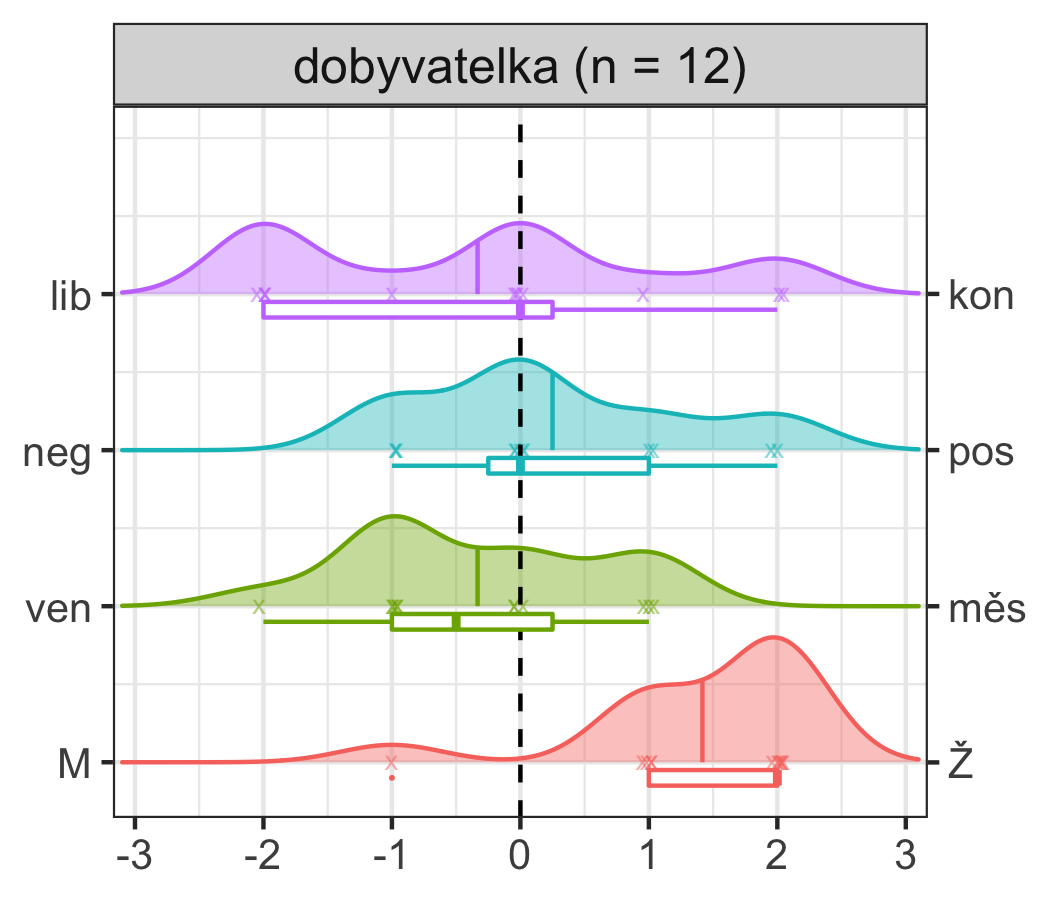 dobyvatelka (n = 12)
lib kon
neg pos
ven měs
M Ž
-3 -2 -1 0 1 2 3